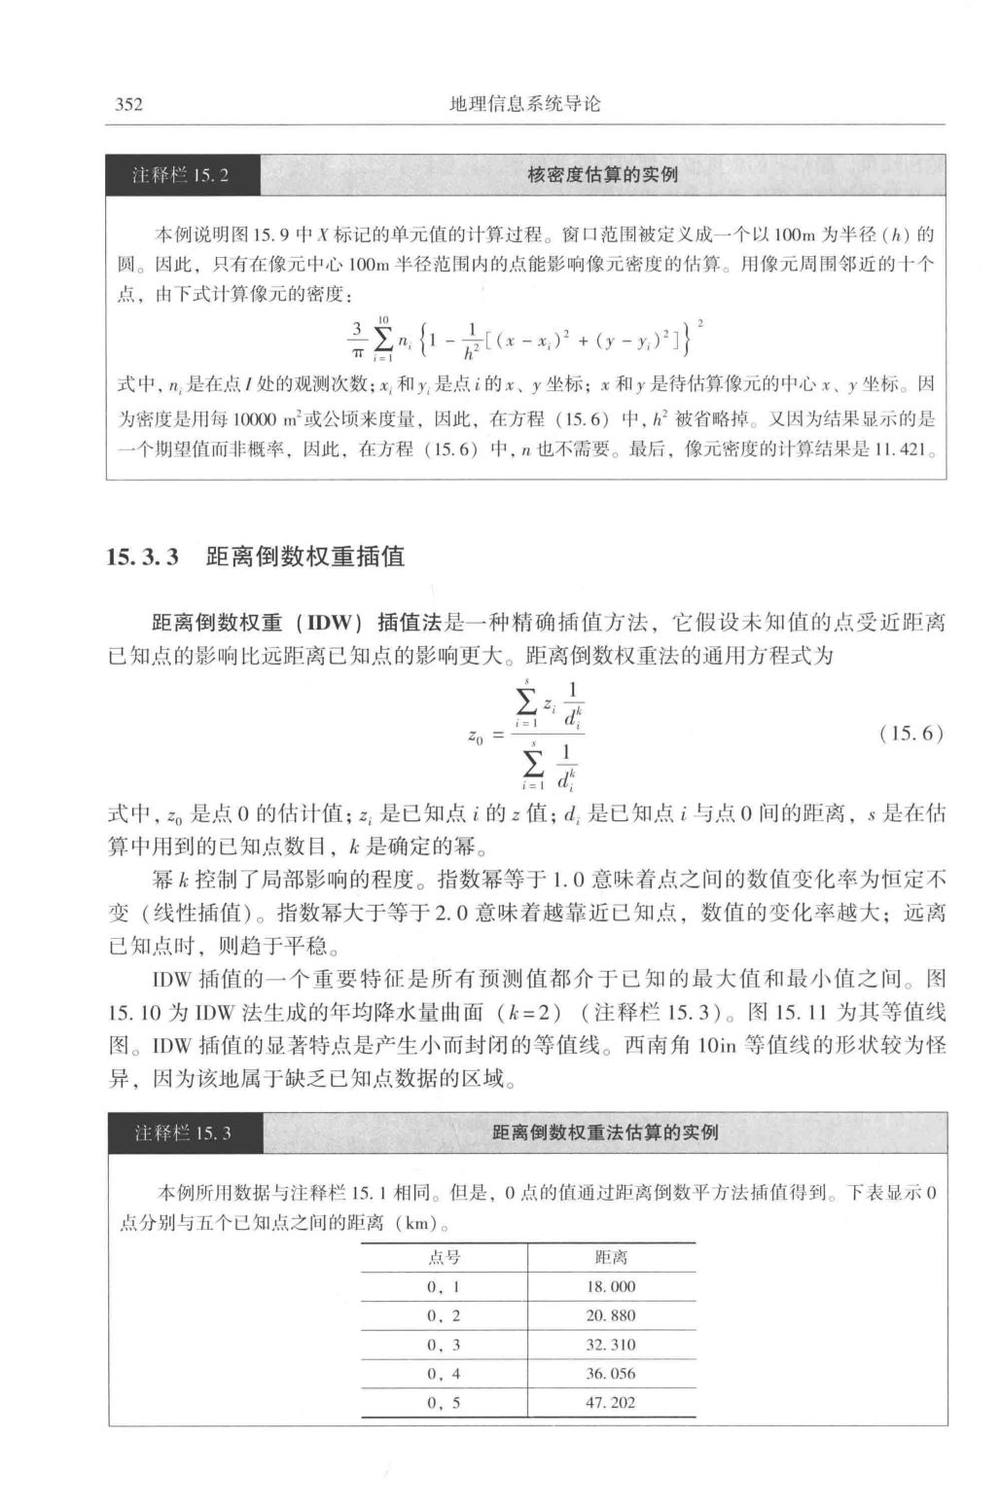 352 地理信息系统导论
注释栏 15.2 核密度估算的实例
本例说明图 15.9 中 X 标记的单元值的计算过程。窗口范围被定义成一个以 100m 为半径 (h) 的
圆。因此，只有在像元中心 100m 半径范围内的点能影响像元密度的估算。用像元周围邻近的十个
点，由下式计算像元的密度：
\frac{3}{\pi}\sum_{i=1}^{10} n_i \left\{1 - \frac{1}{h^2}[(x-x_i)^2 + (y-y_i)^2]\right\}^2
式中，n_i 是在点 I 处的观测次数；x_i 和 y_i 是点 i 的 x、y 坐标；x 和 y 是待估算像元的中心 x、y 坐标。因
为密度是用每 10000 m²或公顷来度量，因此，在方程（15.6）中，h² 被省略掉。又因为结果显示的是
一个期望值而非概率，因此，在方程（15.6）中，n 也不需要。最后，像元密度的计算结果是 11.421。
15.3.3 距离倒数权重插值
距离倒数权重（IDW）插值法是一种精确插值方法，它假设未知值的点受近距离
已知点的影响比远距离已知点的影响更大。距离倒数权重法的通用方程式为
z_0 = \frac{\sum_{i=1}^{s} z_i \frac{1}{d_i^k}}{\sum_{i=1}^{s} \frac{1}{d_i^k}} (15.6)
式中，z_0 是点 0 的估计值；z_i 是已知点 i 的 z 值；d_i 是已知点 i 与点 0 间的距离，s 是在估
算中用到的已知点数目，k 是确定的幂。
幂 k 控制了局部影响的程度。指数幂等于 1.0 意味着点之间的数值变化率为恒定不
变（线性插值）。指数幂大于等于 2.0 意味着越靠近已知点，数值的变化率越大；远离
已知点时，则趋于平稳。
IDW 插值的一个重要特征是所有预测值都介于已知的最大值和最小值之间。图
15.10 为 IDW 法生成的年均降水量曲面（k=2）（注释栏 15.3）。图 15.11 为其等值线
图。IDW 插值的显著特点是产生小而封闭的等值线。西南角 10in 等值线的形状较为怪
异，因为该地属于缺乏已知点数据的区域。
注释栏 15.3 距离倒数权重法估算的实例
本例所用数据与注释栏 15.1 相同。但是，0 点的值通过距离倒数平方法插值得到。下表显示 0
点分别与五个已知点之间的距离（km）。
点号 距离
0，1 18.000
0，2 20.880
0，3 32.310
0，4 36.056
0，5 47.202